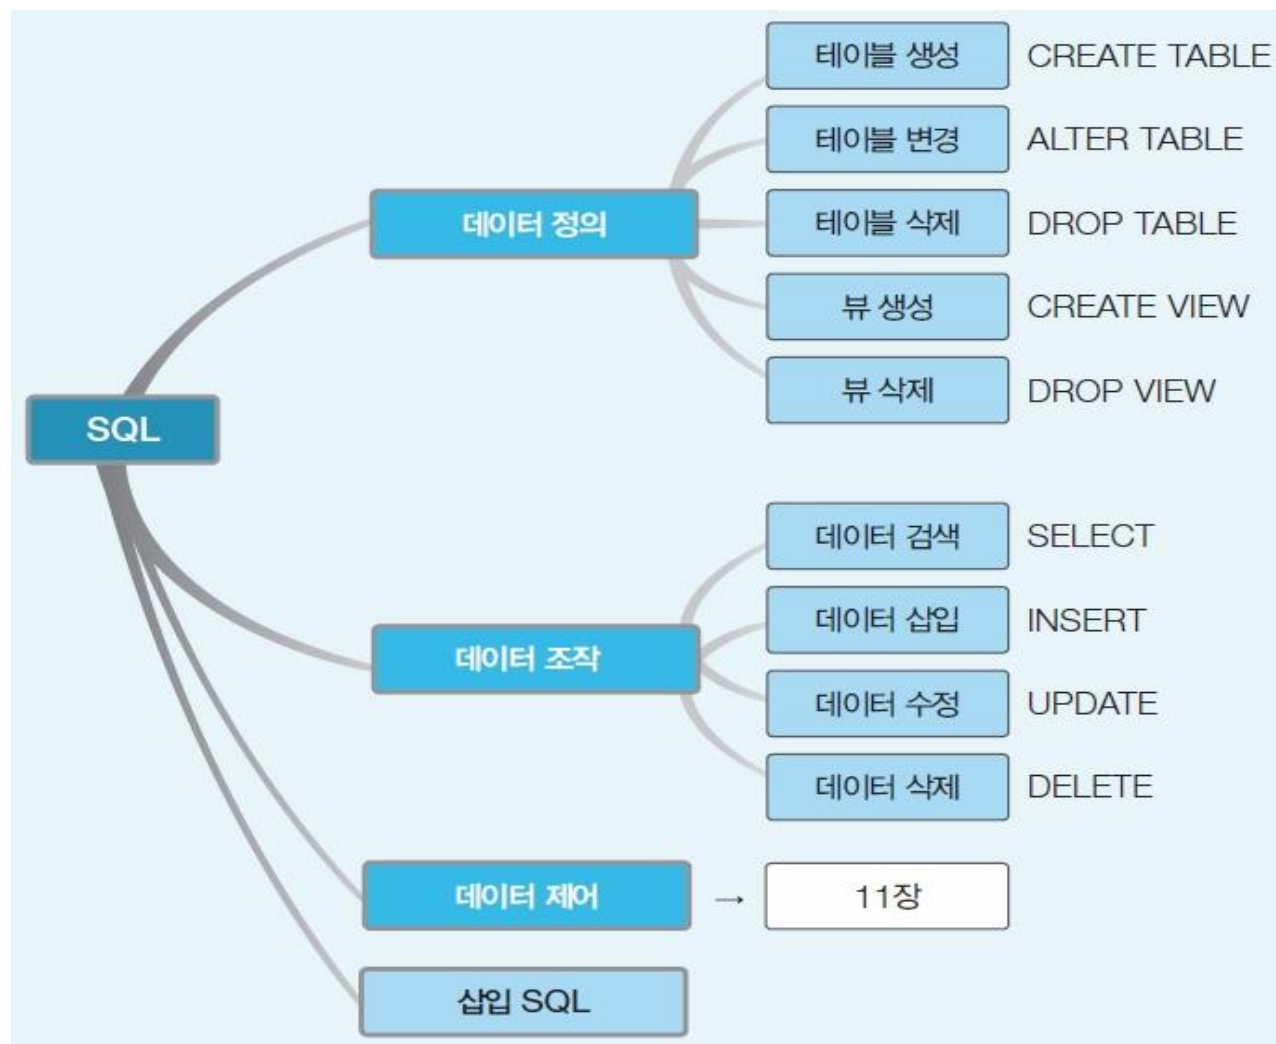 테이블 생성 CREATE TABLE
테이블 변경 ALTER TABLE
데이터 정의
테이블 삭제 DROP TABLE
뷰 생성 CREATE VIEW
뷰 삭제 DROP VIEW
SQL
데이터 검색 SELECT
데이터 삽입 INSERT
데이터 조작
데이터 수정 UPDATE
데이터 삭제 DELETE
데이터 제어 → 11장
삽입 SQL